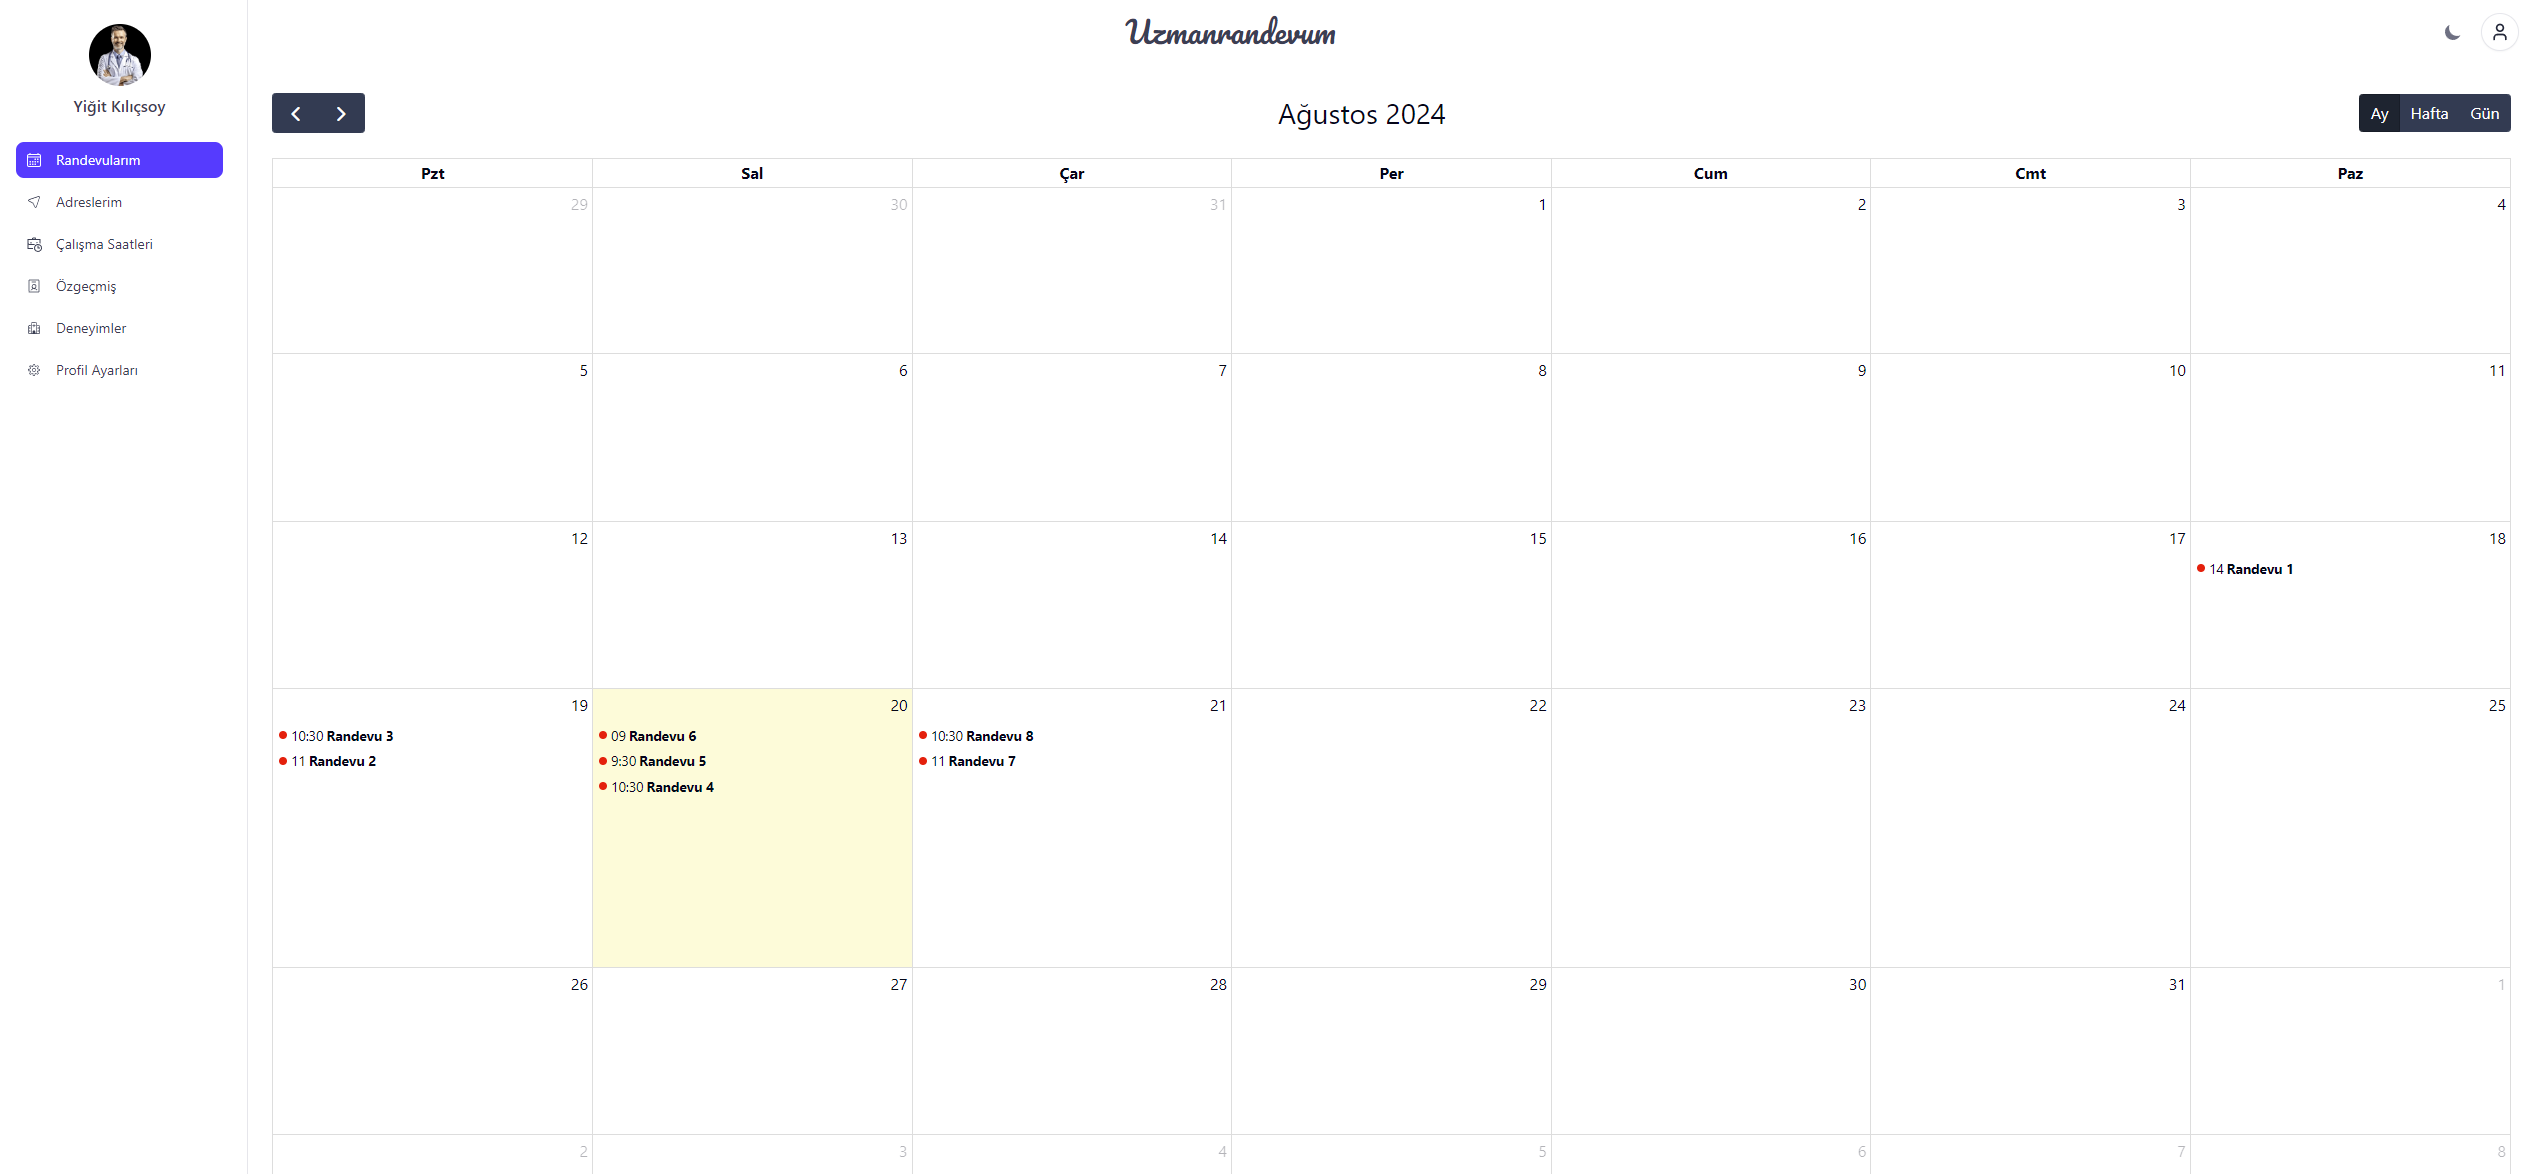 Uzmanrandevum
Yiğit Kılıçsoy
Randevularım
Adreslerim
Çalışma Saatleri
Özgeçmiş
Deneyimler
Profil Ayarları
Ağustos 2024
Ay Hafta Gün
Pzt Sal Çar Per Cum Cmt Paz
29 30 31 1 2 3 4
5 6 7 8 9 10 11
12 13 14 15 16 17 18
14 Randevu 1
19 20 21 22 23 24 25
10:30 Randevu 3
11 Randevu 2
09 Randevu 6
9:30 Randevu 5
10:30 Randevu 4
10:30 Randevu 8
11 Randevu 7
26 27 28 29 30 31 1
2 3 4 5 6 7 8